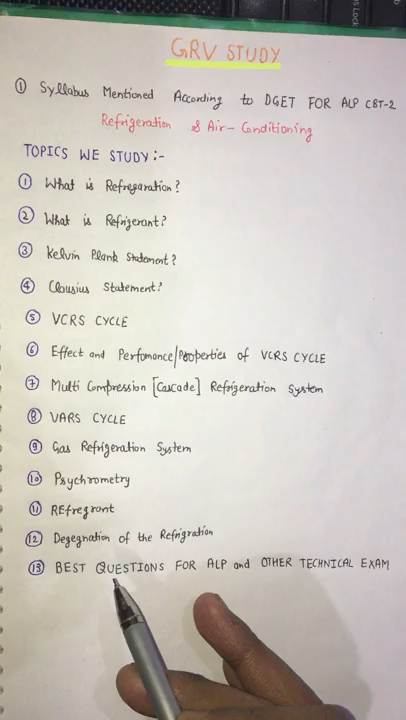 GRV STUDY
① Syllabus Mentioned According to DGET FOR ALP CBT-2
Refrigeration & Air-Conditioning
TOPICS WE STUDY:-
① What is Refregaration?
② What is Refrigerant?
③ Kelvin Plank Statement?
④ Clousius Statement?
⑤ VCRS CYCLE
⑥ Effect and Perfomance/Properties of VCRS CYCLE
⑦ Multi Compression [Cascade] Refrigeration System
⑧ VARS CYCLE
⑨ Gas Refrigeration System
⑩ Psychrometry
⑪ REfregrant
⑫ Degegnation of the Refrigration
⑬ BEST QUESTIONS FOR ALP and OTHER TECHNICAL EXAM